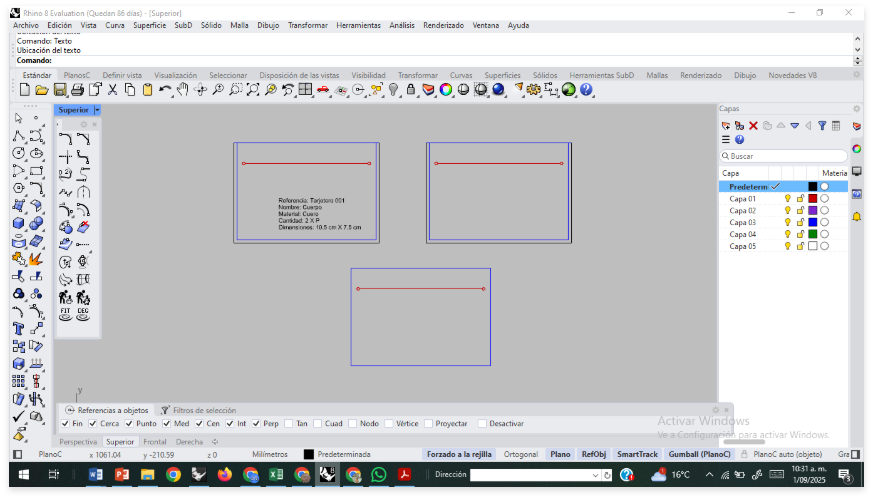 Rhino 8 Evaluation (Quedan 86 días) - [Superior]
Archivo Edición Vista Curva Superficie SubD Sólido Malla Dibujo Transformar Herramientas Análisis Renderizado Ventana Ayuda
Comando: Texto
Ubicación del texto
Comando:
Estándar PlanosC Definir vista Visualización Seleccionar Disposición de las vistas Visibilidad Transformar Curvas Superficies Sólidos Herramientas SubD Mallas Renderizado Dibujo Novedades V8
Superior
Capas
Buscar
Capa Materia
Predeterm
Capa 01
Capa 02
Capa 03
Capa 04
Capa 05
Referencia: Tarjetero 001
Nombre: Cuerpo
Material: Cuero
Cantidad: 2 X P
Dimensiones: 10.5 cm X 7.5 cm
FIT DEG
y
Referencias a objetos Filtros de selección
Fin Cerca Punto Med Cen Int Perp Tan Cuad Nodo Vértice Proyectar Desactivar
Activar Windows
Ve a Configuración para activar Windows.
Perspectiva Superior Frontal Derecha
PlanoC x 1061.04 y -210.59 z 0 Milímetros Predeterminada Forzado a la rejilla Ortogonal Plano RefObj SmartTrack Gumball (PlanoC) PlanoC auto (objeto) Gra
Dirección 16°C 10:31 a. m.
1/09/2025
3